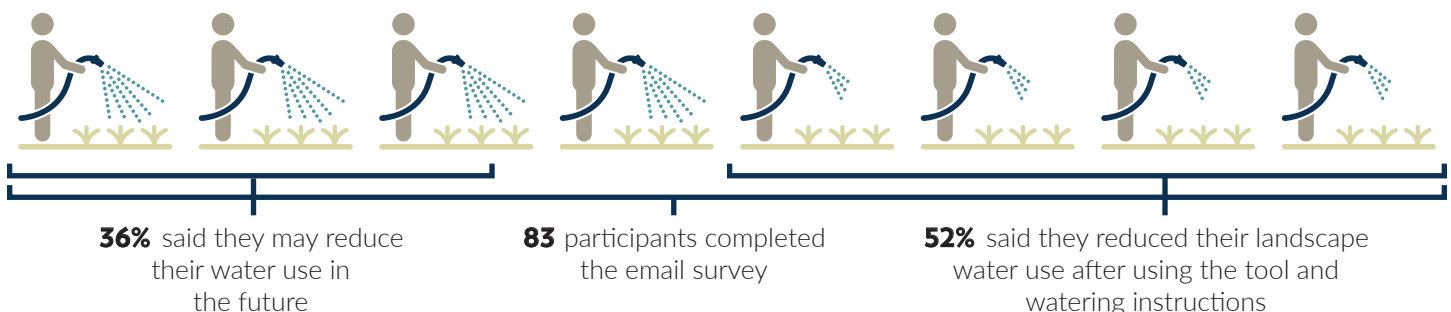 36% said they may reduce
their water use in
the future
83 participants completed
the email survey
52% said they reduced their landscape
water use after using the tool and
watering instructions